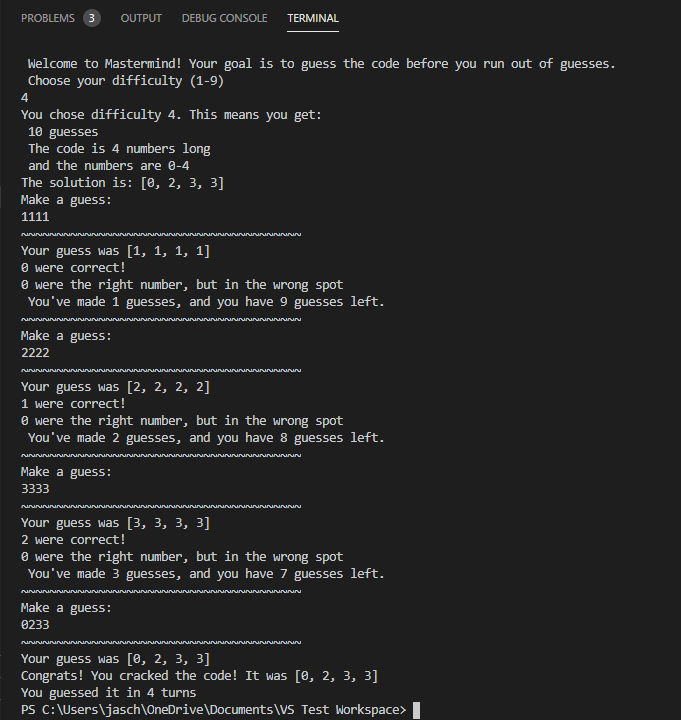 PROBLEMS 3 OUTPUT DEBUG CONSOLE TERMINAL
Welcome to Mastermind! Your goal is to guess the code before you run out of guesses.
Choose your difficulty (1-9)
4
You chose difficulty 4. This means you get:
10 guesses
The code is 4 numbers long
and the numbers are 0-4
The solution is: [0, 2, 3, 3]
Make a guess:
1111
~~~~~~~~~~~~~~~~~~~~~~~~~~~~~~~~~~~~~~~~
Your guess was [1, 1, 1, 1]
0 were correct!
0 were the right number, but in the wrong spot
You've made 1 guesses, and you have 9 guesses left.
~~~~~~~~~~~~~~~~~~~~~~~~~~~~~~~~~~~~~~~~
Make a guess:
2222
~~~~~~~~~~~~~~~~~~~~~~~~~~~~~~~~~~~~~~~~
Your guess was [2, 2, 2, 2]
1 were correct!
0 were the right number, but in the wrong spot
You've made 2 guesses, and you have 8 guesses left.
~~~~~~~~~~~~~~~~~~~~~~~~~~~~~~~~~~~~~~~~
Make a guess:
3333
~~~~~~~~~~~~~~~~~~~~~~~~~~~~~~~~~~~~~~~~
Your guess was [3, 3, 3, 3]
2 were correct!
0 were the right number, but in the wrong spot
You've made 3 guesses, and you have 7 guesses left.
~~~~~~~~~~~~~~~~~~~~~~~~~~~~~~~~~~~~~~~~
Make a guess:
0233
~~~~~~~~~~~~~~~~~~~~~~~~~~~~~~~~~~~~~~~~
Your guess was [0, 2, 3, 3]
Congrats! You cracked the code! It was [0, 2, 3, 3]
You guessed it in 4 turns
PS C:\Users\jasch\OneDrive\Documents\VS Test Workspace>